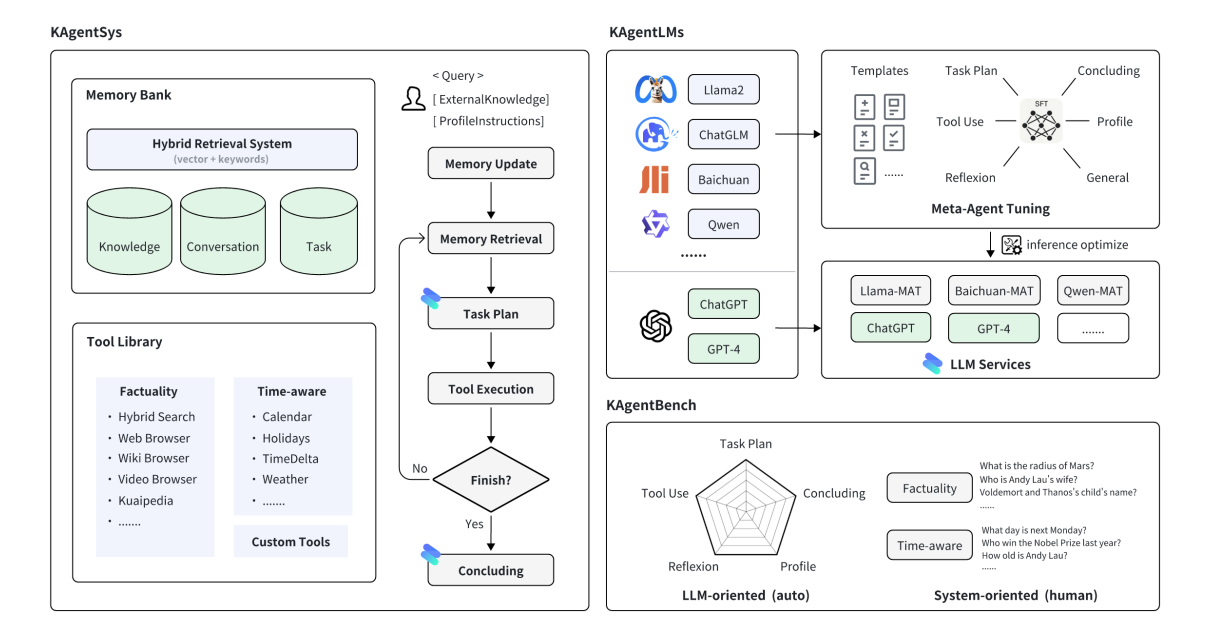 KAgentSys
Memory Bank
Hybrid Retrieval System
(vector + keywords)
Knowledge
Conversation
Task
Tool Library
Factuality
· Hybrid Search
· Web Browser
· Wiki Browser
· Video Browser
· Kuaipedia
· .......
Time-aware
· Calendar
· Holidays
· TimeDelta
· Weather
· .......
Custom Tools
< Query >
[ ExternalKnowledge]
[ ProfileInstructions]
Memory Update
Memory Retrieval
Task Plan
Tool Execution
Finish?
No
Yes
Concluding
KAgentLMs
Llama2
ChatGLM
Baichuan
Qwen
......
ChatGPT
GPT-4
Templates
......
Task Plan
Tool Use
Reflexion
SFT
Concluding
Profile
General
Meta-Agent Tuning
inference optimize
Llama-MAT
Baichuan-MAT
Qwen-MAT
ChatGPT
GPT-4
.......
LLM Services
KAgentBench
Task Plan
Tool Use
Concluding
Reflexion
Profile
LLM-oriented (auto)
Factuality
What is the radius of Mars?
Who is Andy Lau's wife?
Voldemort and Thanos's child's name?
......
Time-aware
What day is next Monday?
Who win the Nobel Prize last year?
How old is Andy Lau?
......
System-oriented (human)